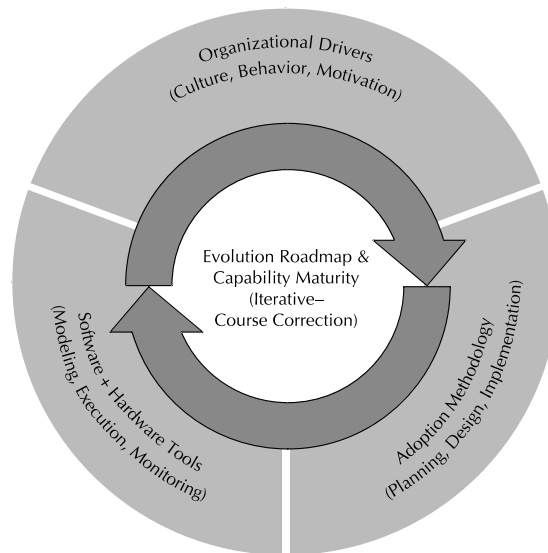 Organizational Drivers
(Culture, Behavior, Motivation)
Evolution Roadmap &
Capability Maturity
(Iterative–
Course Correction)
Software + Hardware Tools
(Modeling, Execution, Monitoring)
Adoption Methodology
(Planning, Design, Implementation)